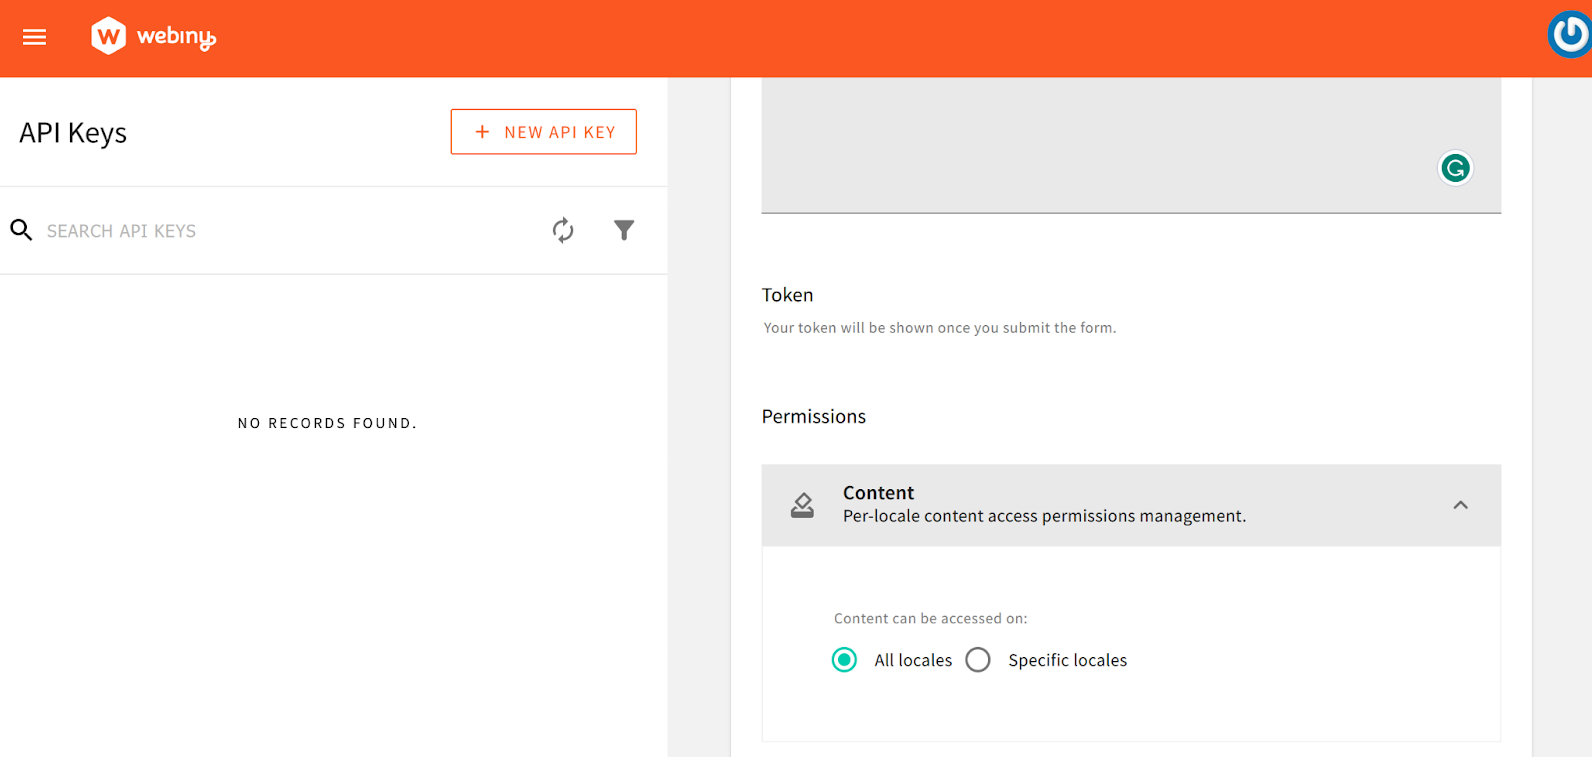 webiny
API Keys
+ NEW API KEY
SEARCH API KEYS
NO RECORDS FOUND.
Token
Your token will be shown once you submit the form.
Permissions
Content
Per-locale content access permissions management.
Content can be accessed on:
All locales
Specific locales